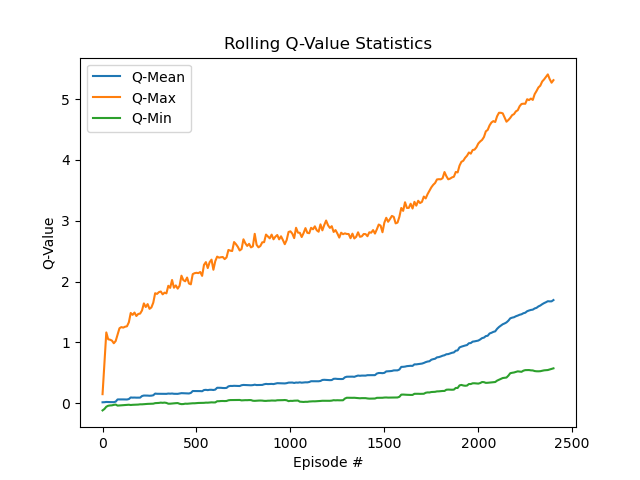 Rolling Q-Value Statistics
Q-Mean
Q-Max
Q-Min
Q-Value
5
4
3
2
1
0
0
500
1000
1500
2000
2500
Episode #